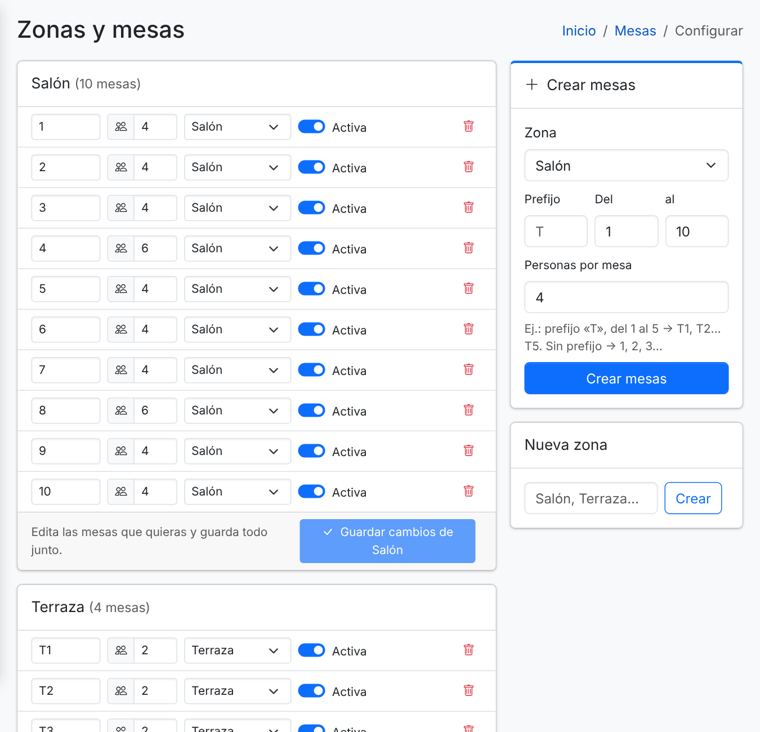 Zonas y mesas
Inicio / Mesas / Configurar
Salón (10 mesas)
1 4 Salón Activa
2 4 Salón Activa
3 4 Salón Activa
4 6 Salón Activa
5 4 Salón Activa
6 4 Salón Activa
7 4 Salón Activa
8 6 Salón Activa
9 4 Salón Activa
10 4 Salón Activa
Edita las mesas que quieras y guarda todo
junto.
Guardar cambios de
Salón
Terraza (4 mesas)
T1 2 Terraza Activa
T2 2 Terraza Activa
T3 2 Terraza Activa
Crear mesas
Zona
Salón
Prefijo Del al
T 1 10
Personas por mesa
4
Ej.: prefijo «T», del 1 al 5 → T1, T2...
T5. Sin prefijo → 1, 2, 3...
Crear mesas
Nueva zona
Salón, Terraza... Crear